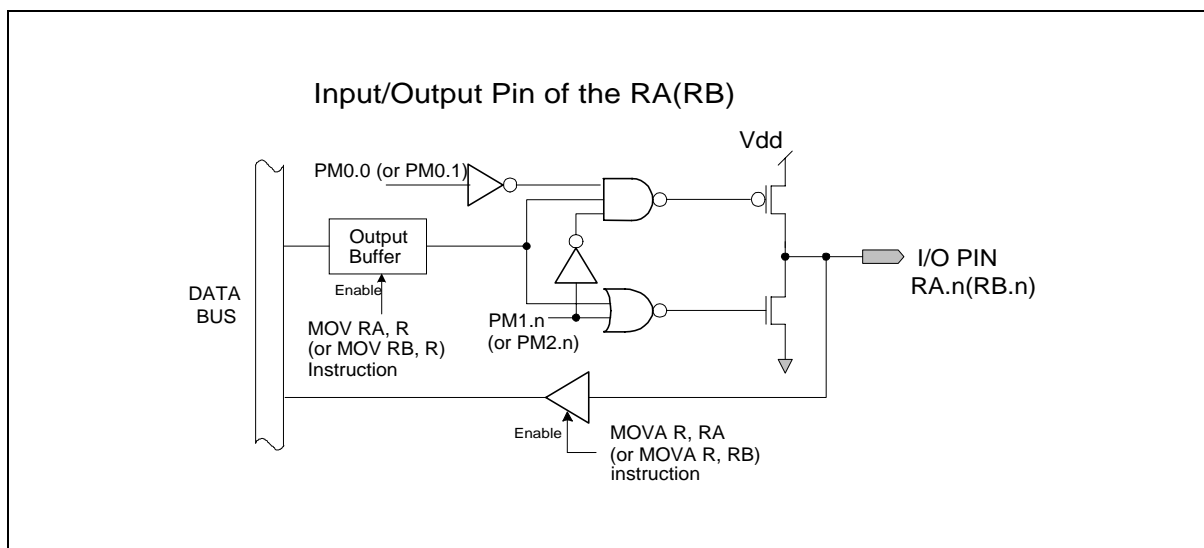 Input/Output Pin of the RA(RB)
Vdd
PM0.0 (or PM0.1)
Output
Buffer
I/O PIN
RA.n(RB.n)
Enable
DATA
BUS
MOV RA, R
(or MOV RB, R)
Instruction
PM1.n
(or PM2.n)
Enable
MOVA R, RA
(or MOVA R, RB)
instruction